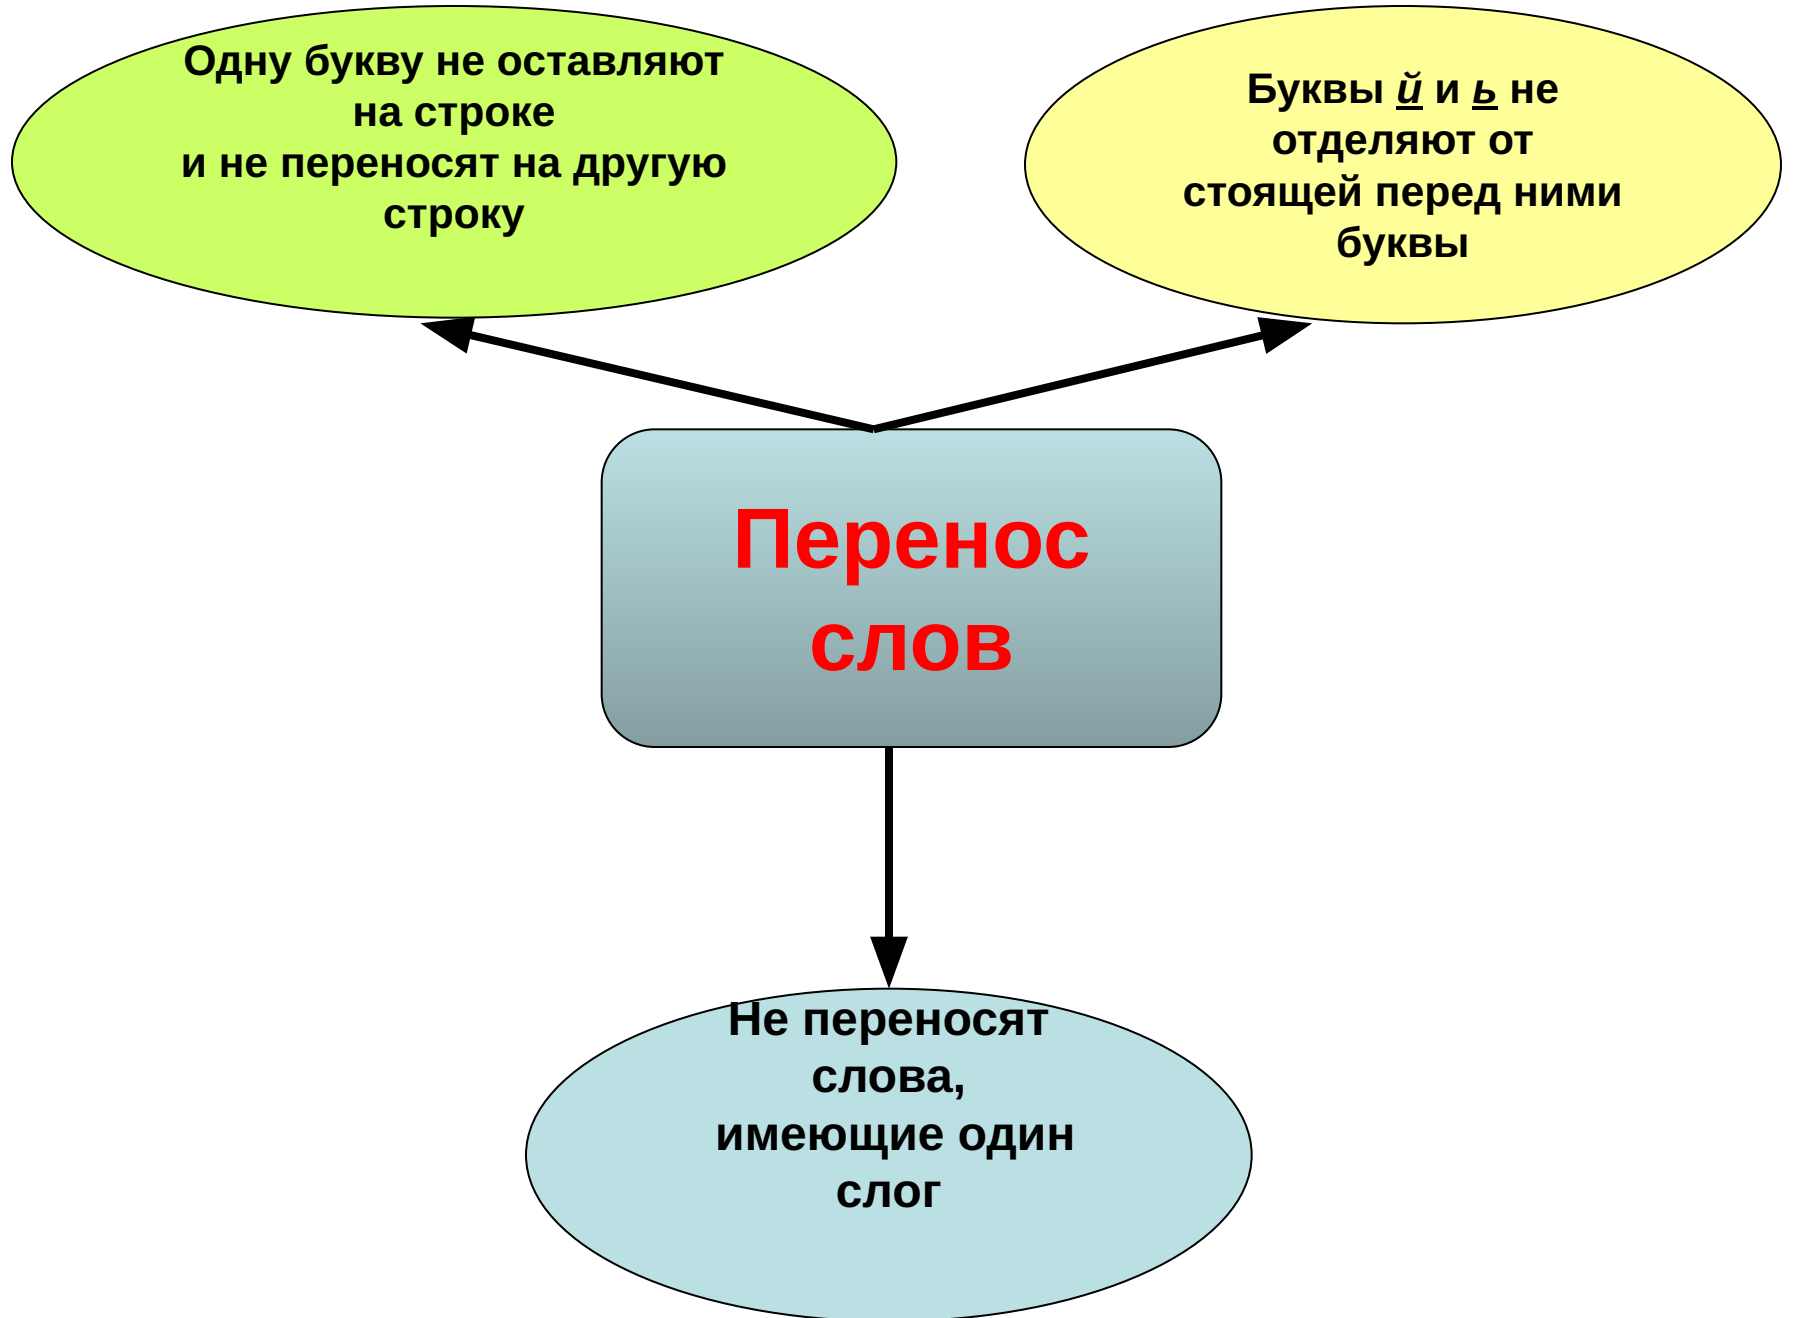 Одну букву не оставляют
на строке
и не переносят на другую
строку
Буквы й и ь не
отделяют от
стоящей перед ними
буквы
Перенос
слов
Не переносят
слова,
имеющие один
слог